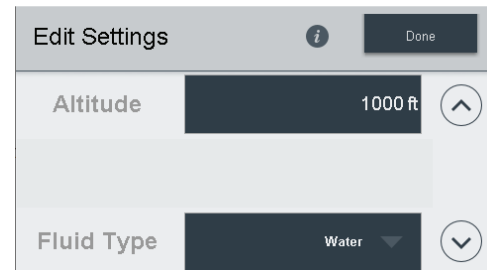 Edit Settings
i
Done
Altitude
1000 ft
Fluid Type
Water